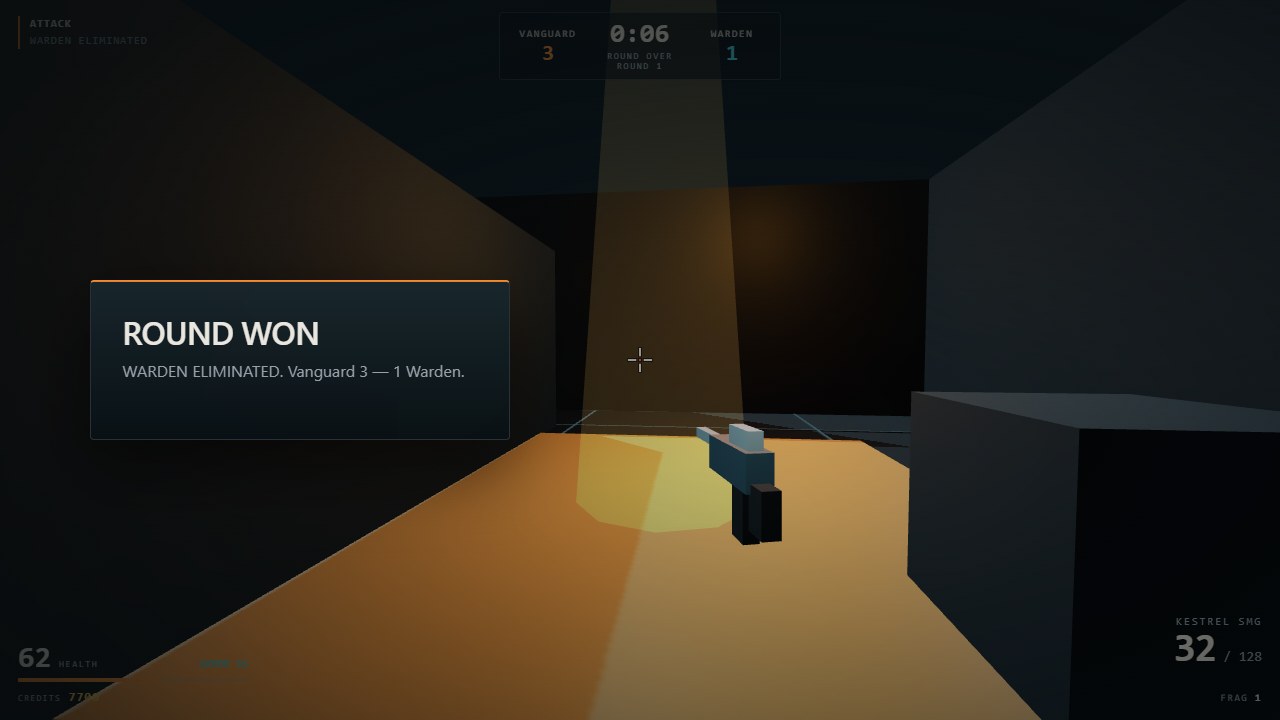 ATTACK
WARDEN ELIMINATED
VANGUARD
3
0:06
ROUND OVER
ROUND 1
WARDEN
1
ROUND WON
WARDEN ELIMINATED. Vanguard 3 — 1 Warden.
62 HEALTH
CREDITS
KESTREL SMG
32 / 128
FRAG 1